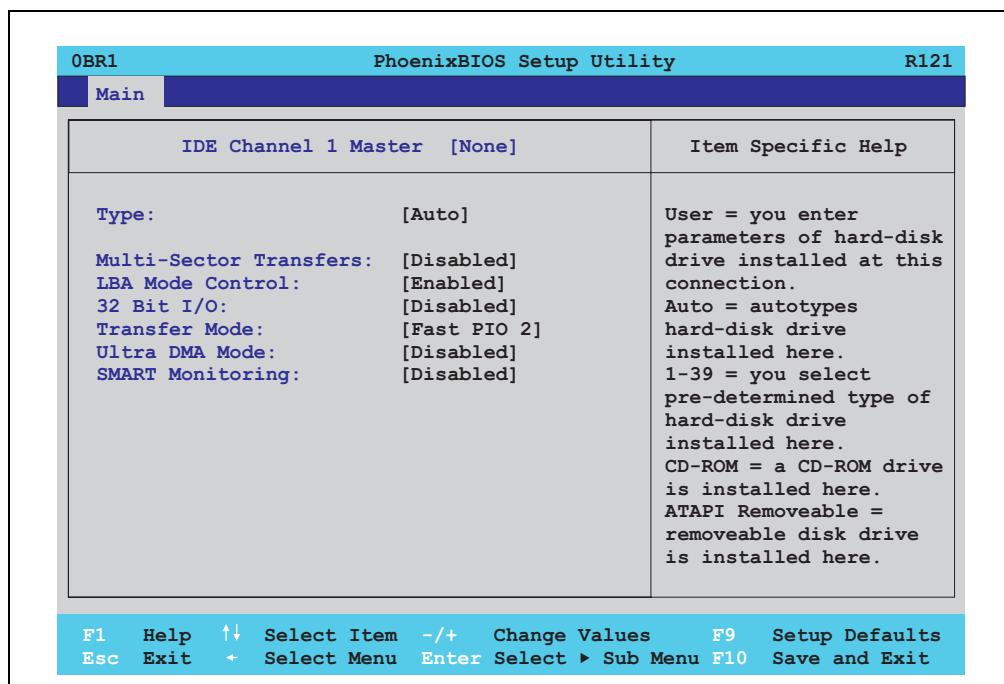 0BR1 PhoenixBIOS Setup Utility R121
Main
IDE Channel 1 Master [None]
Item Specific Help
Type: [Auto]
Multi-Sector Transfers: [Disabled]
LBA Mode Control: [Enabled]
32 Bit I/O: [Disabled]
Transfer Mode: [Fast PIO 2]
Ultra DMA Mode: [Disabled]
SMART Monitoring: [Disabled]
User = you enter
parameters of hard-disk
drive installed at this
connection.
Auto = autotypes
hard-disk drive
installed here.
1-39 = you select
pre-determined type of
hard-disk drive
installed here.
CD-ROM = a CD-ROM drive
is installed here.
ATAPI Removeable =
removeable disk drive
is installed here.
F1 Help ↑↓ Select Item -/+ Change Values F9 Setup Defaults
Esc Exit ← Select Menu Enter Select ▶ Sub Menu F10 Save and Exit